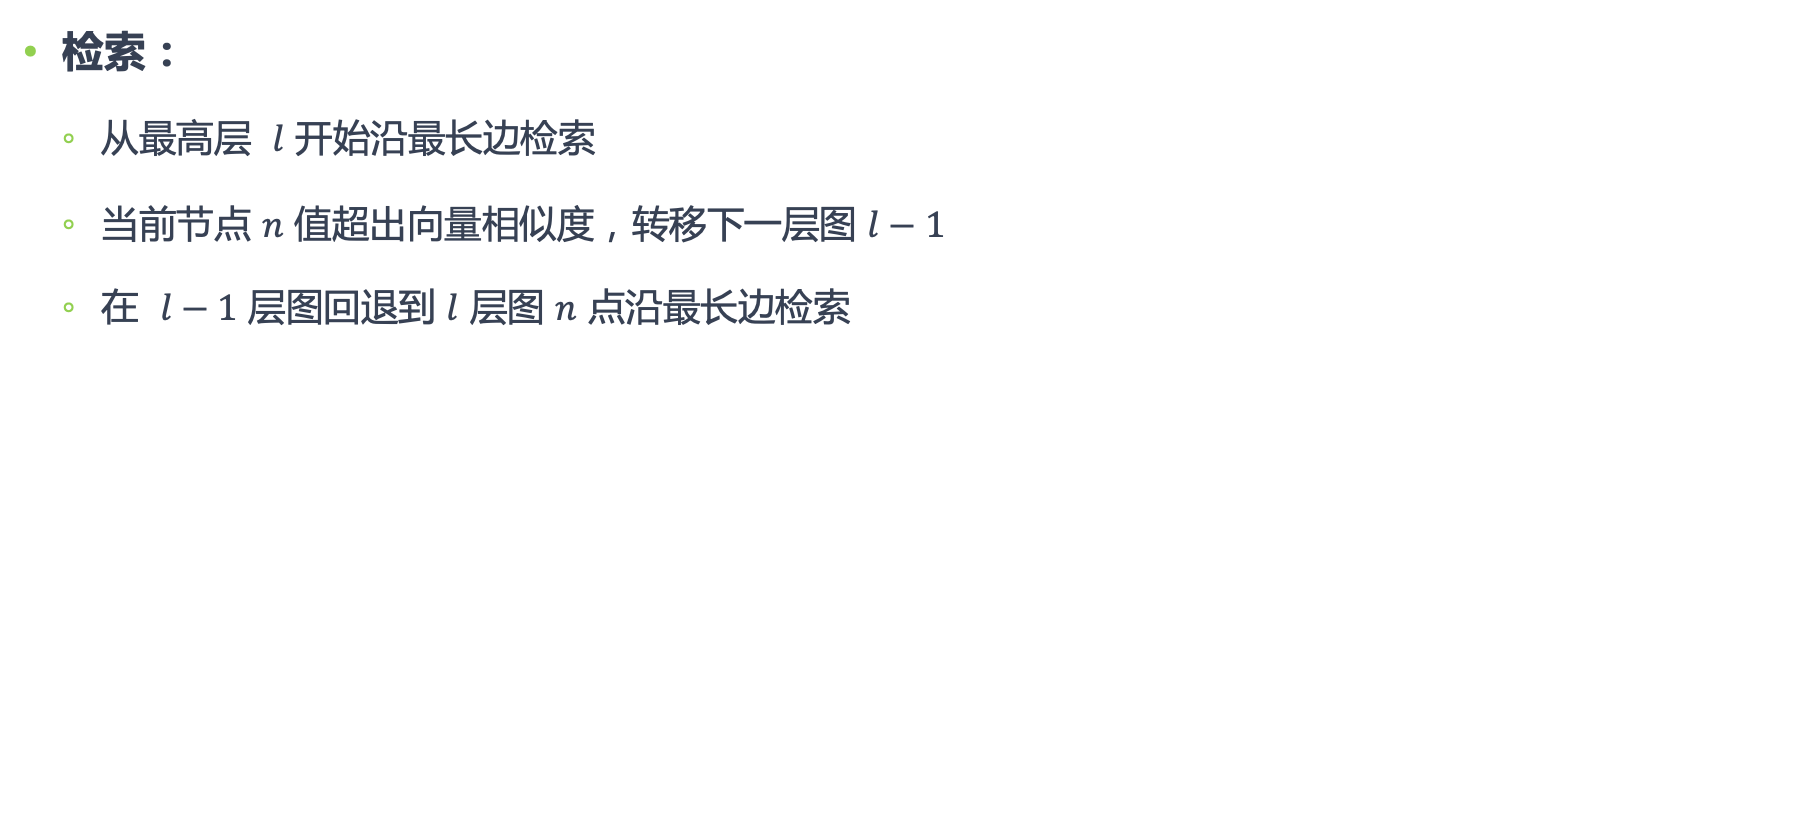 • 检索：
◦ 从最高层 l 开始沿最长边检索
◦ 当前节点 n 值超出向量相似度，转移下一层图 l − 1
◦ 在 l − 1 层图回退到 l 层图 n 点沿最长边检索